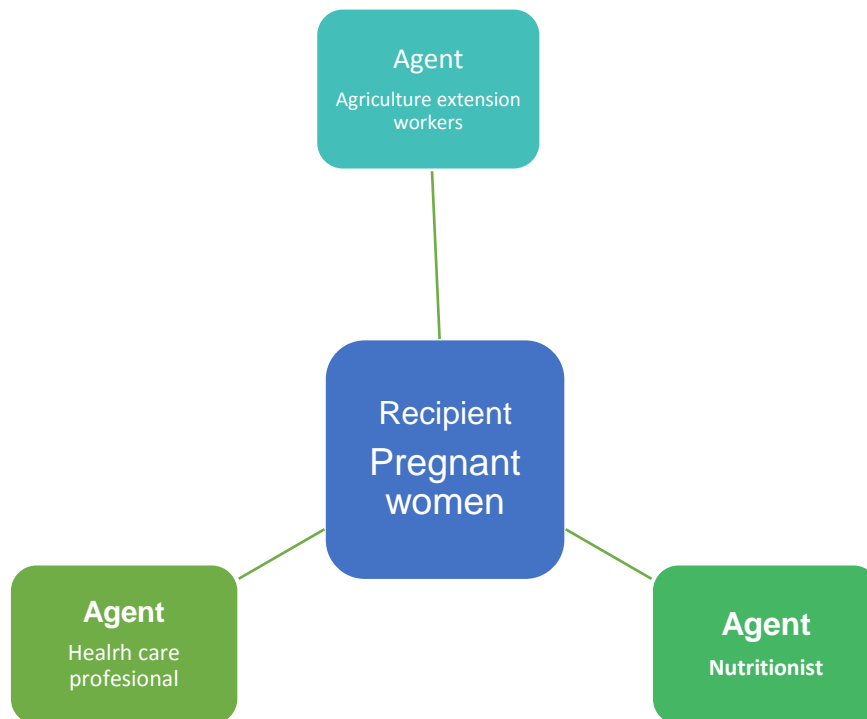 Agent
Agriculture extension
workers
Recipient
Pregnant
women
Agent
Healrh care
profesional
Agent
Nutritionist